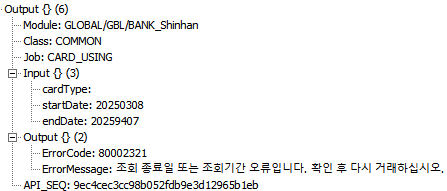 Output {} (6)
Module: GLOBAL/GBL/BANK_Shinhan
Class: COMMON
Job: CARD_USING
Input {} (3)
cardType:
startDate: 20250308
endDate: 20259407
Output {} (2)
ErrorCode: 80002321
ErrorMessage: 조회 종료일 또는 조회기간 오류입니다. 확인 후 다시 거래하십시오.
API_SEQ: 9ec4cec3cc98b052fdb9e3d12965b1eb